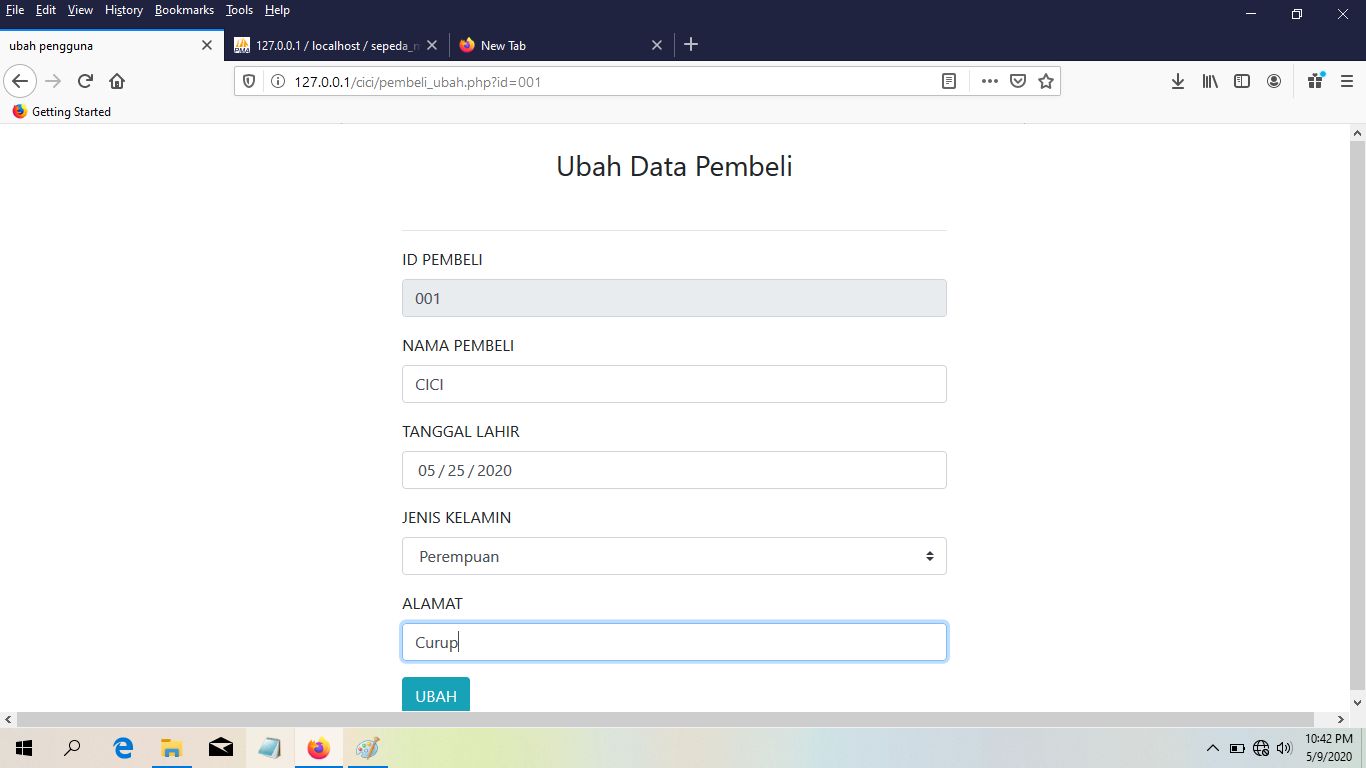 File Edit View History Bookmarks Tools Help
ubah pengguna
127.0.0.1 / localhost / sepeda_m
New Tab
127.0.0.1/cici/pembeli_ubah.php?id=001
Getting Started
Ubah Data Pembeli
ID PEMBELI
001
NAMA PEMBELI
CICI
TANGGAL LAHIR
05 / 25 / 2020
JENIS KELAMIN
Perempuan
ALAMAT
Curup
UBAH
10:42 PM
5/9/2020